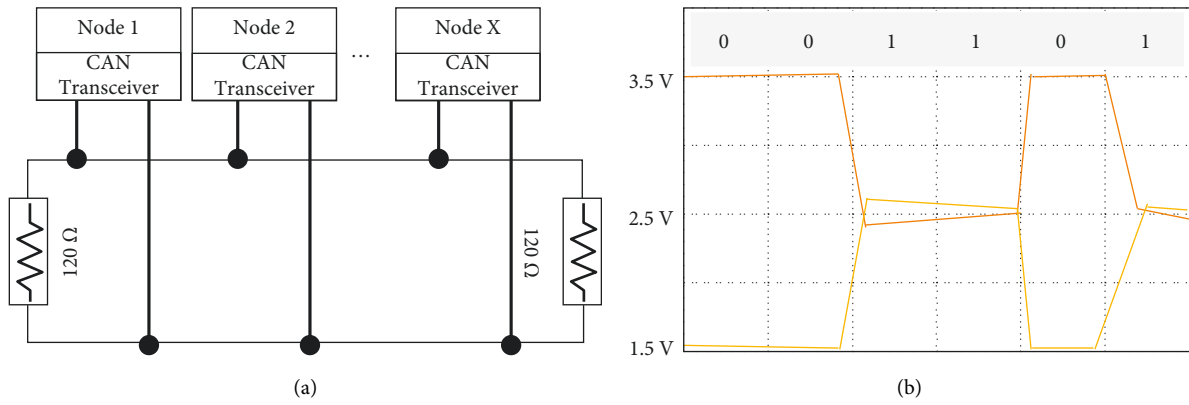 Node 1
CAN
Transceiver
Node 2
CAN
Transceiver
...
Node X
CAN
Transceiver
120 Ω
120 Ω
(a)
0 0 1 1 0 1
3.5 V
2.5 V
1.5 V
(b)